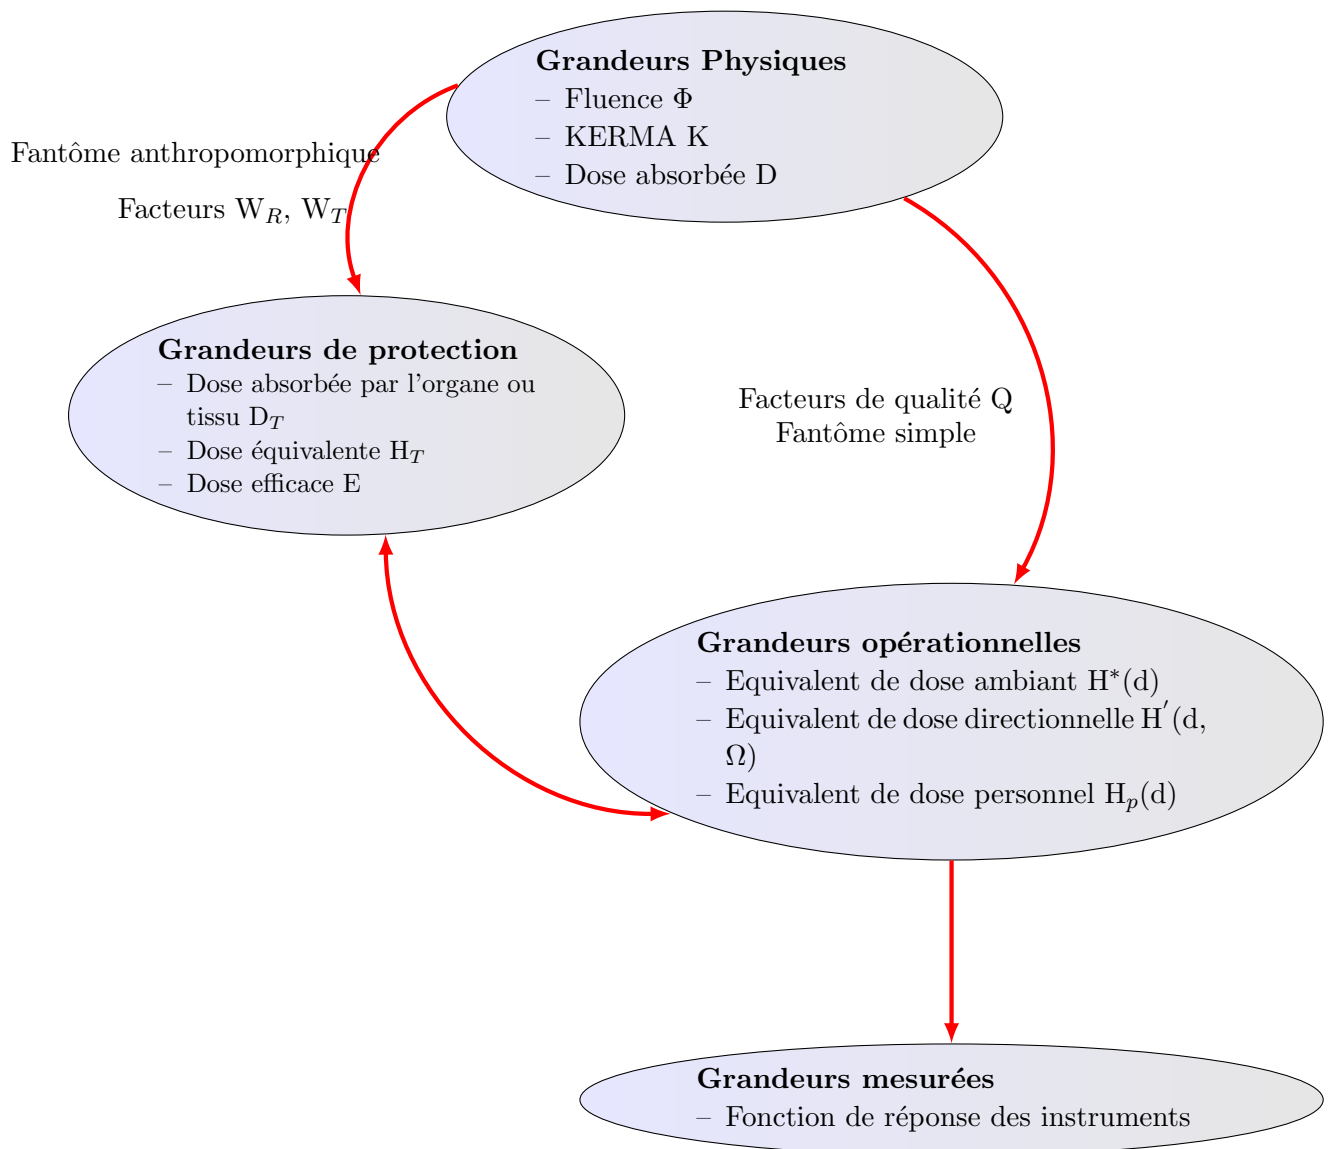 Grandeurs Physiques
– Fluence Φ
– KERMA K
– Dose absorbée D
Fantôme anthropomorphique
Facteurs W_R, W_T
Grandeurs de protection
– Dose absorbée par l'organe ou
tissu D_T
– Dose équivalente H_T
– Dose efficace E
Facteurs de qualité Q
Fantôme simple
Grandeurs opérationnelles
– Equivalent de dose ambiant H*(d)
– Equivalent de dose directionnelle H′(d,
Ω)
– Equivalent de dose personnel H_p(d)
Grandeurs mesurées
– Fonction de réponse des instruments